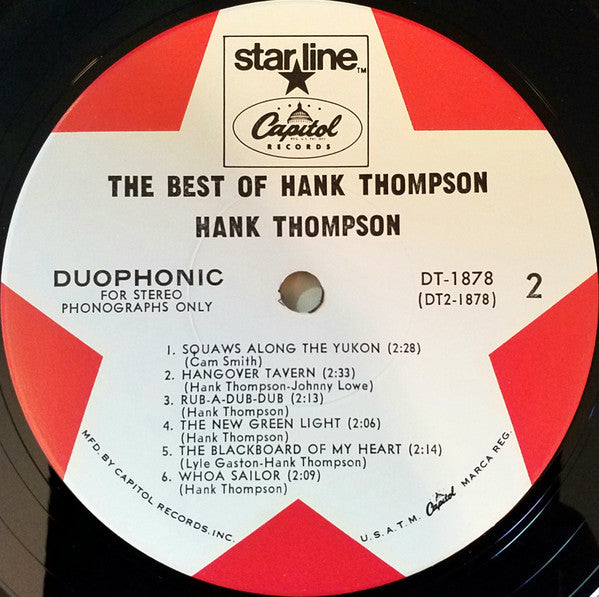 starline™
Capitol
RECORDS
THE BEST OF HANK THOMPSON
HANK THOMPSON
DUOPHONIC
FOR STEREO
PHONOGRAPHS ONLY
DT-1878
(DT2-1878)
2
1. SQUAWS ALONG THE YUKON (2:28)
(Cam Smith)
2. HANGOVER TAVERN (2:33)
(Hank Thompson-Johnny Lowe)
3. RUB-A-DUB-DUB (2:13)
(Hank Thompson)
4. THE NEW GREEN LIGHT (2:06)
(Hank Thompson)
5. THE BLACKBOARD OF MY HEART (2:14)
(Lyle Gaston-Hank Thompson)
6. WHOA SAILOR (2:09)
(Hank Thompson)
MFD. BY CAPITOL RECORDS, INC.
U.S.A. T.M. Capitol MARCA REG.